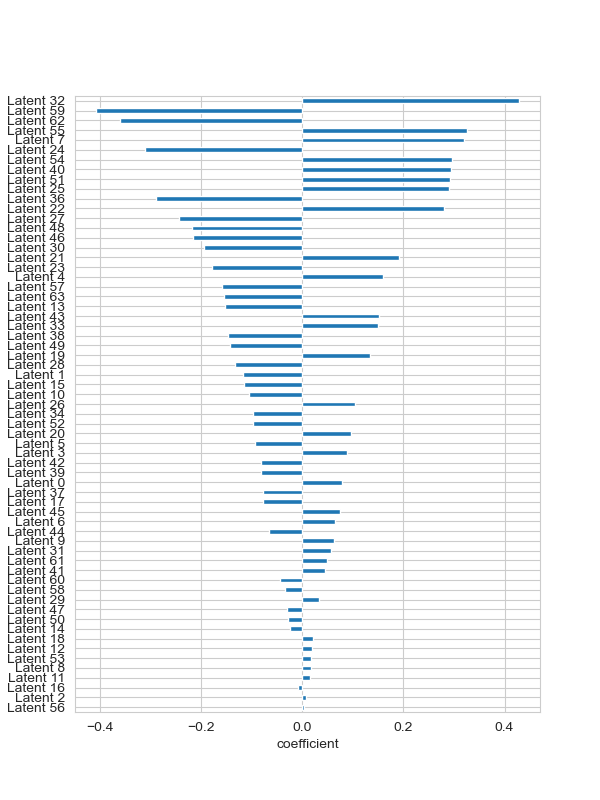 Latent 32
Latent 59
Latent 62
Latent 55
Latent 7
Latent 24
Latent 54
Latent 40
Latent 51
Latent 25
Latent 36
Latent 22
Latent 27
Latent 48
Latent 46
Latent 30
Latent 21
Latent 23
Latent 4
Latent 57
Latent 63
Latent 13
Latent 43
Latent 33
Latent 38
Latent 49
Latent 19
Latent 28
Latent 1
Latent 15
Latent 10
Latent 26
Latent 34
Latent 52
Latent 20
Latent 5
Latent 3
Latent 42
Latent 39
Latent 0
Latent 37
Latent 17
Latent 45
Latent 6
Latent 44
Latent 9
Latent 31
Latent 61
Latent 41
Latent 60
Latent 58
Latent 29
Latent 47
Latent 50
Latent 14
Latent 18
Latent 12
Latent 53
Latent 8
Latent 11
Latent 16
Latent 2
Latent 56
−0.4 −0.2 0.0 0.2 0.4
coefficient